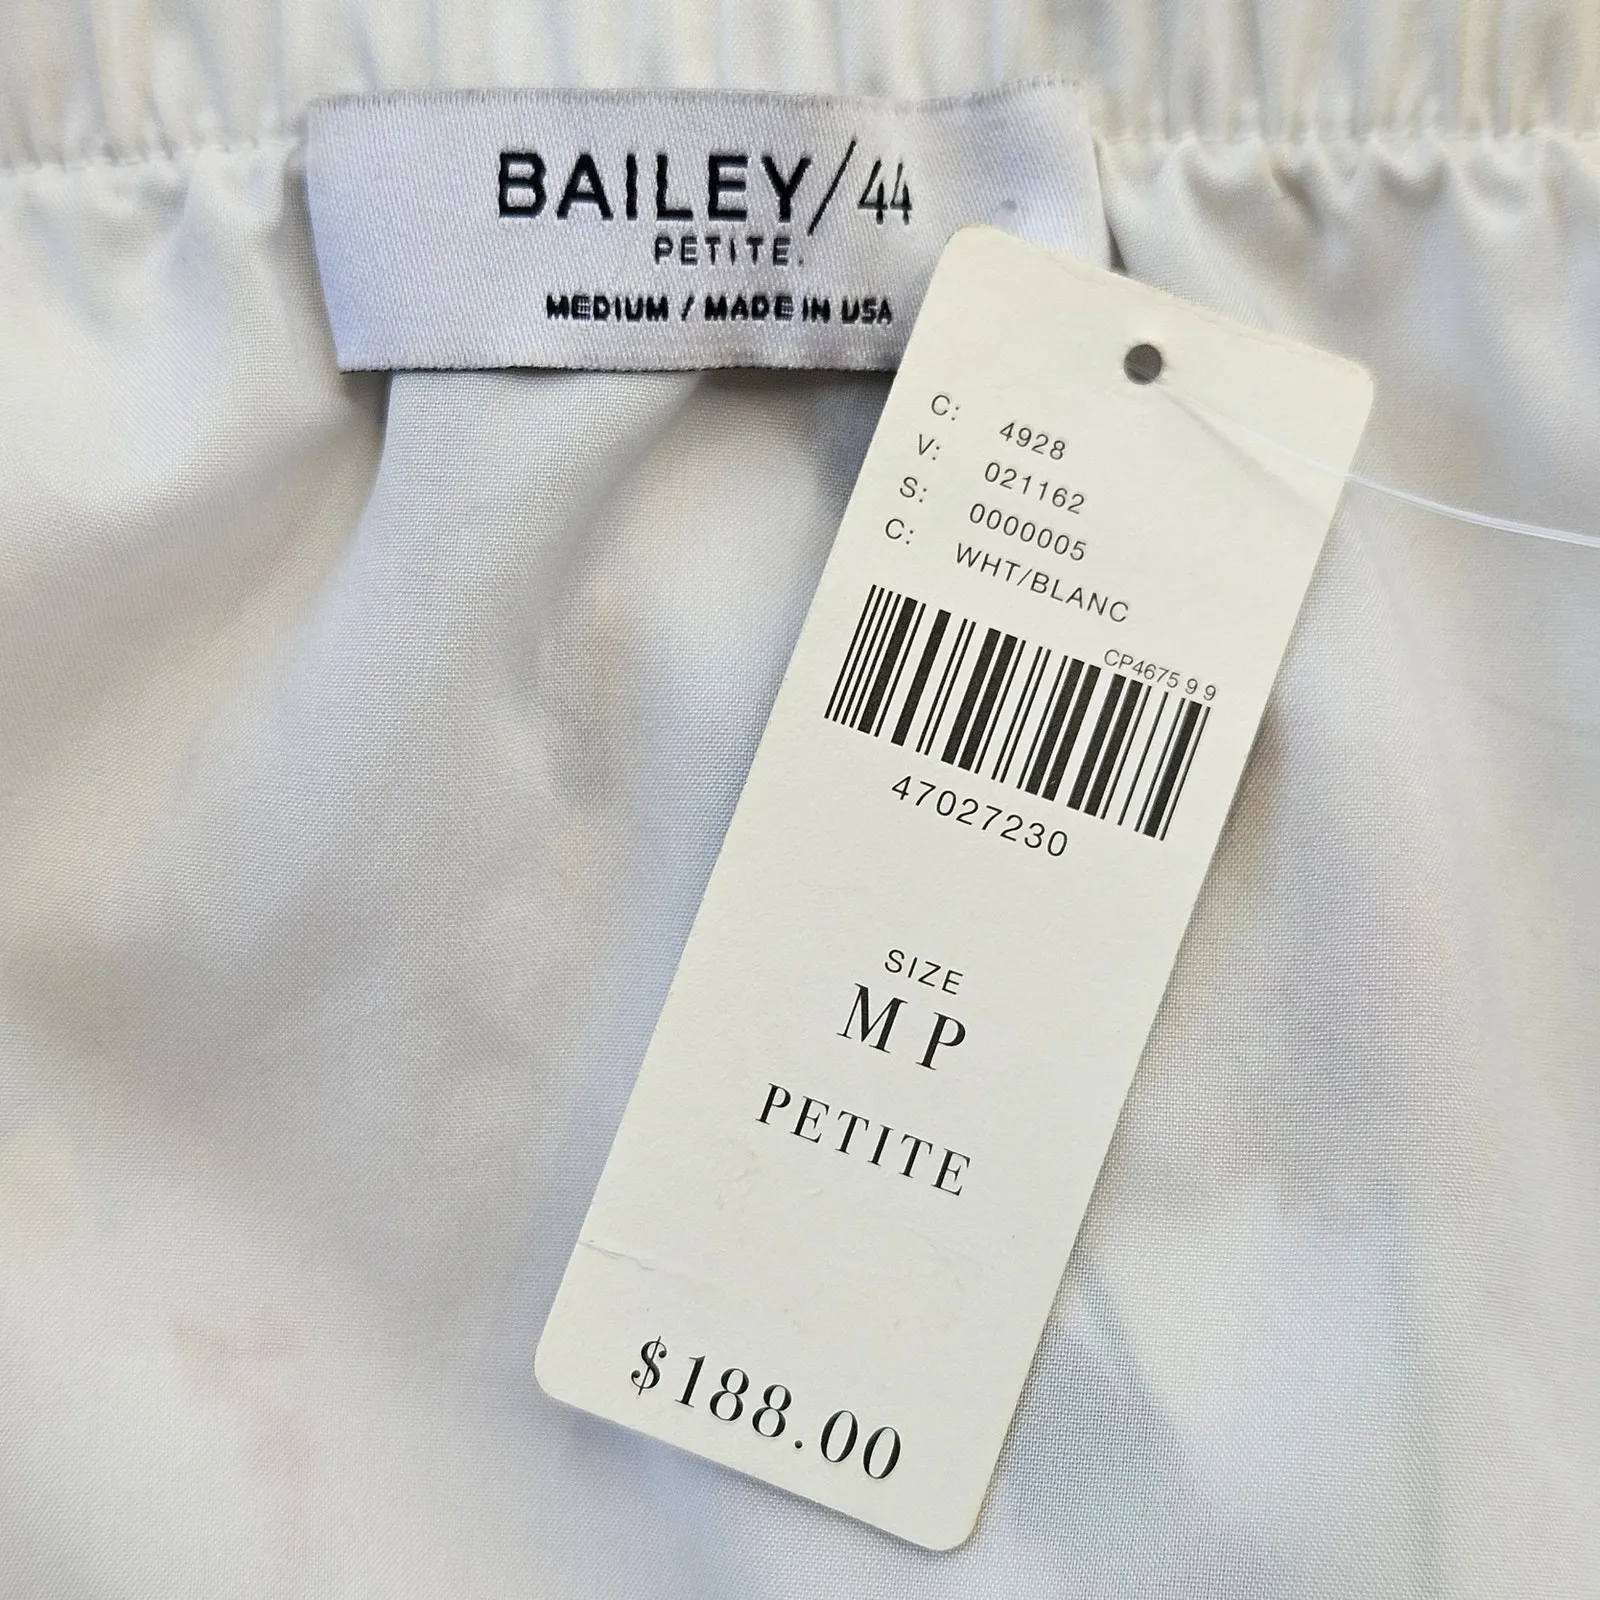 BAILEY/44
PETITE.
MEDIUM / MADE IN USA
C: 4928
V: 021162
S: 0000005
C: WHT/BLANC
CP4675 9 9
47027230
SIZE
M P
PETITE
$188.00